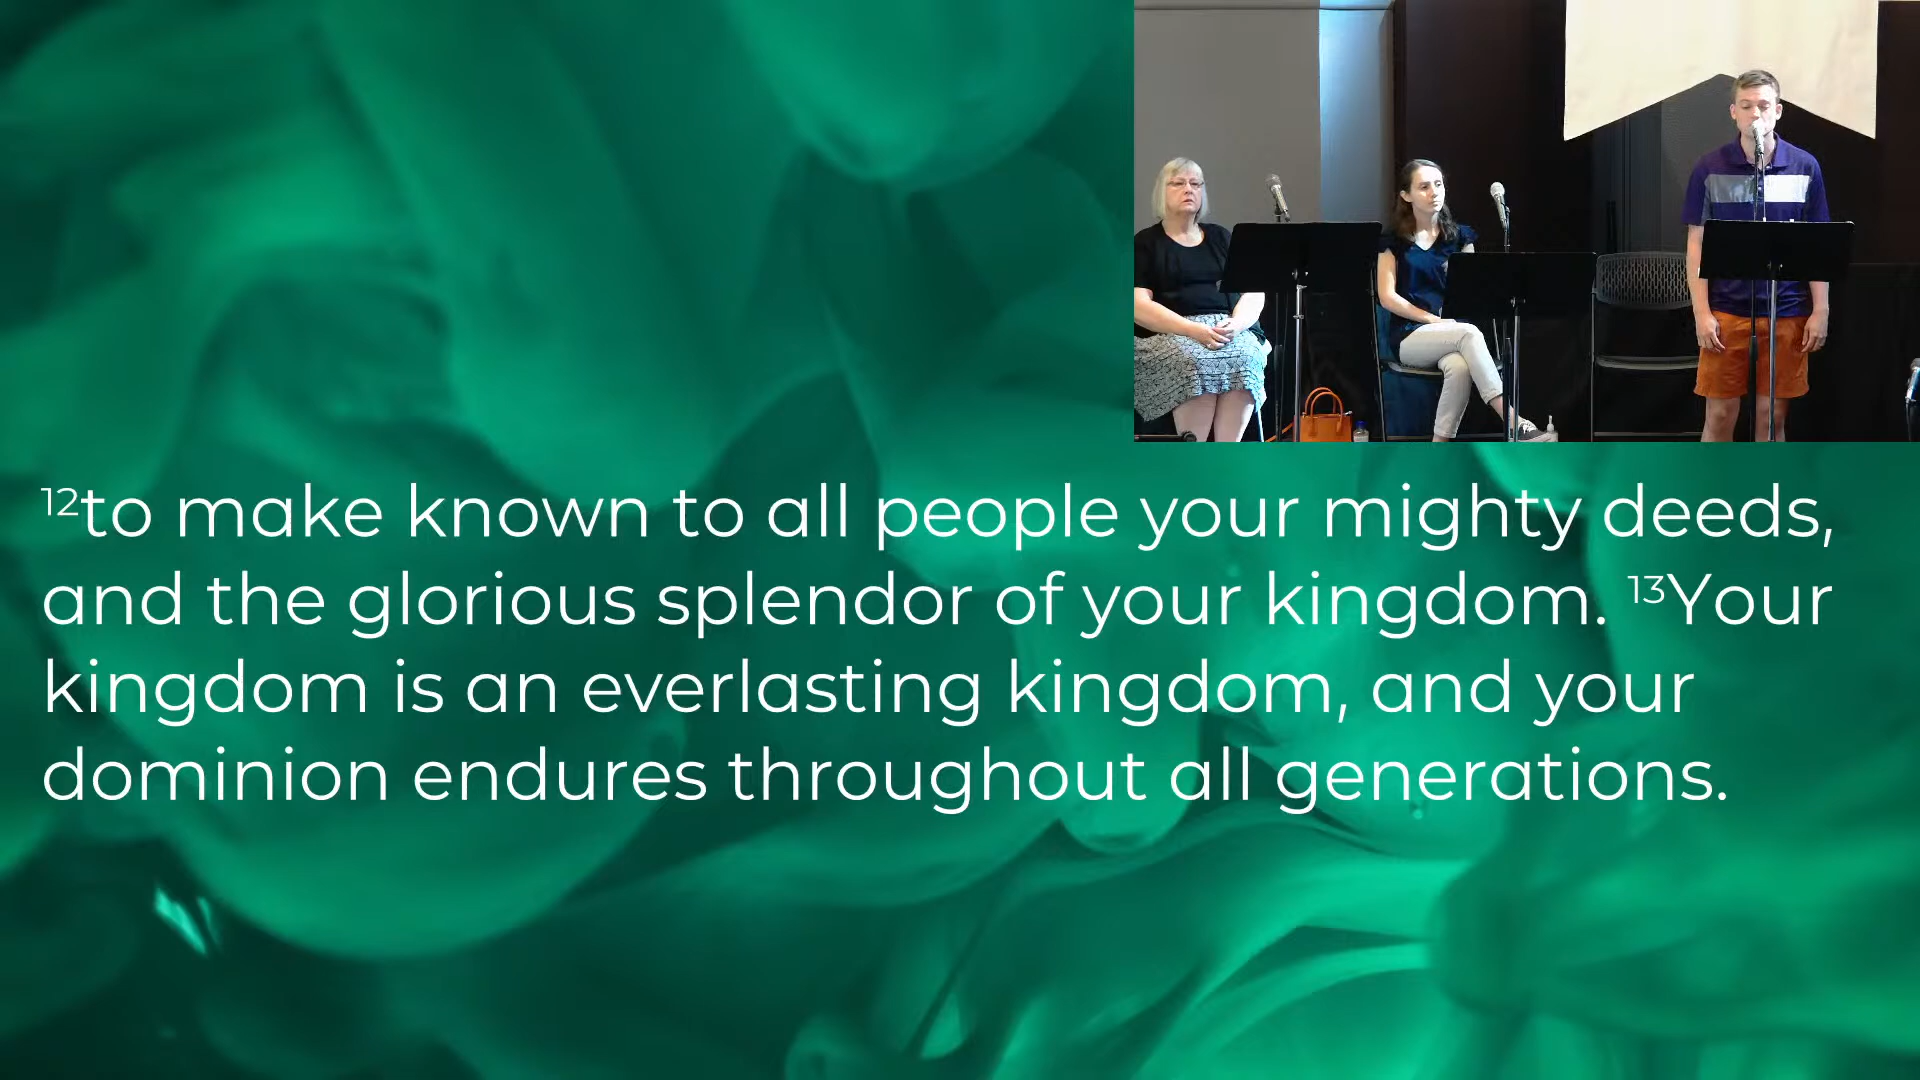 12to make known to all people your mighty deeds,
and the glorious splendor of your kingdom. 13Your
kingdom is an everlasting kingdom, and your
dominion endures throughout all generations.